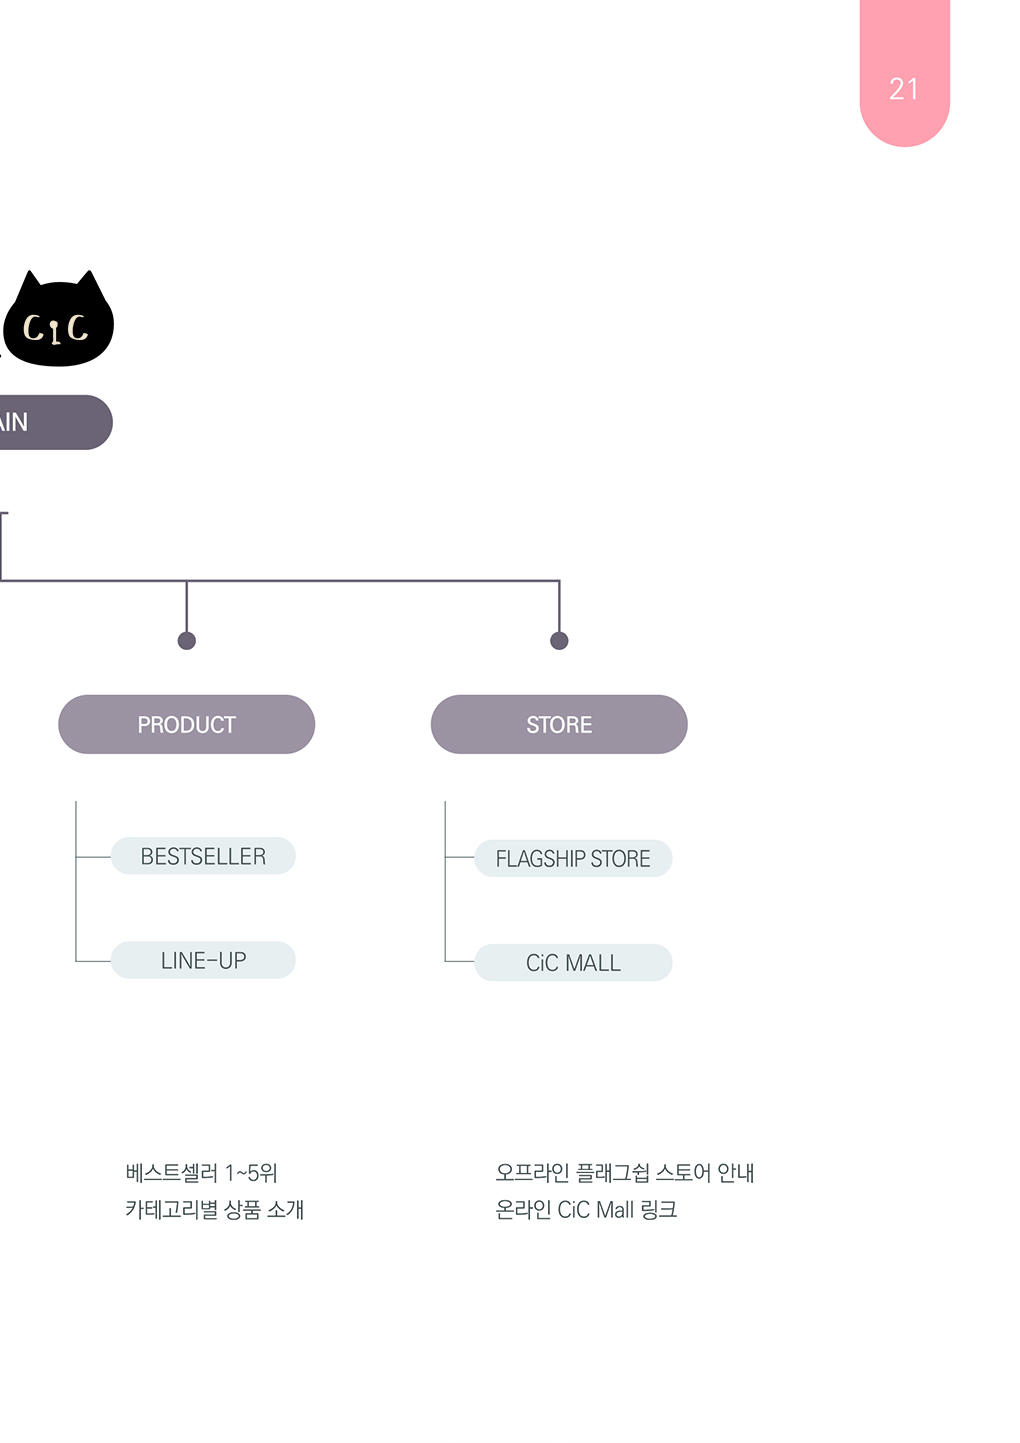 21
CiC
PRODUCT
STORE
BESTSELLER
FLAGSHIP STORE
LINE-UP
CiC MALL
베스트셀러 1~5위
카테고리별 상품 소개
오프라인 플래그쉽 스토어 안내
온라인 CiC Mall 링크